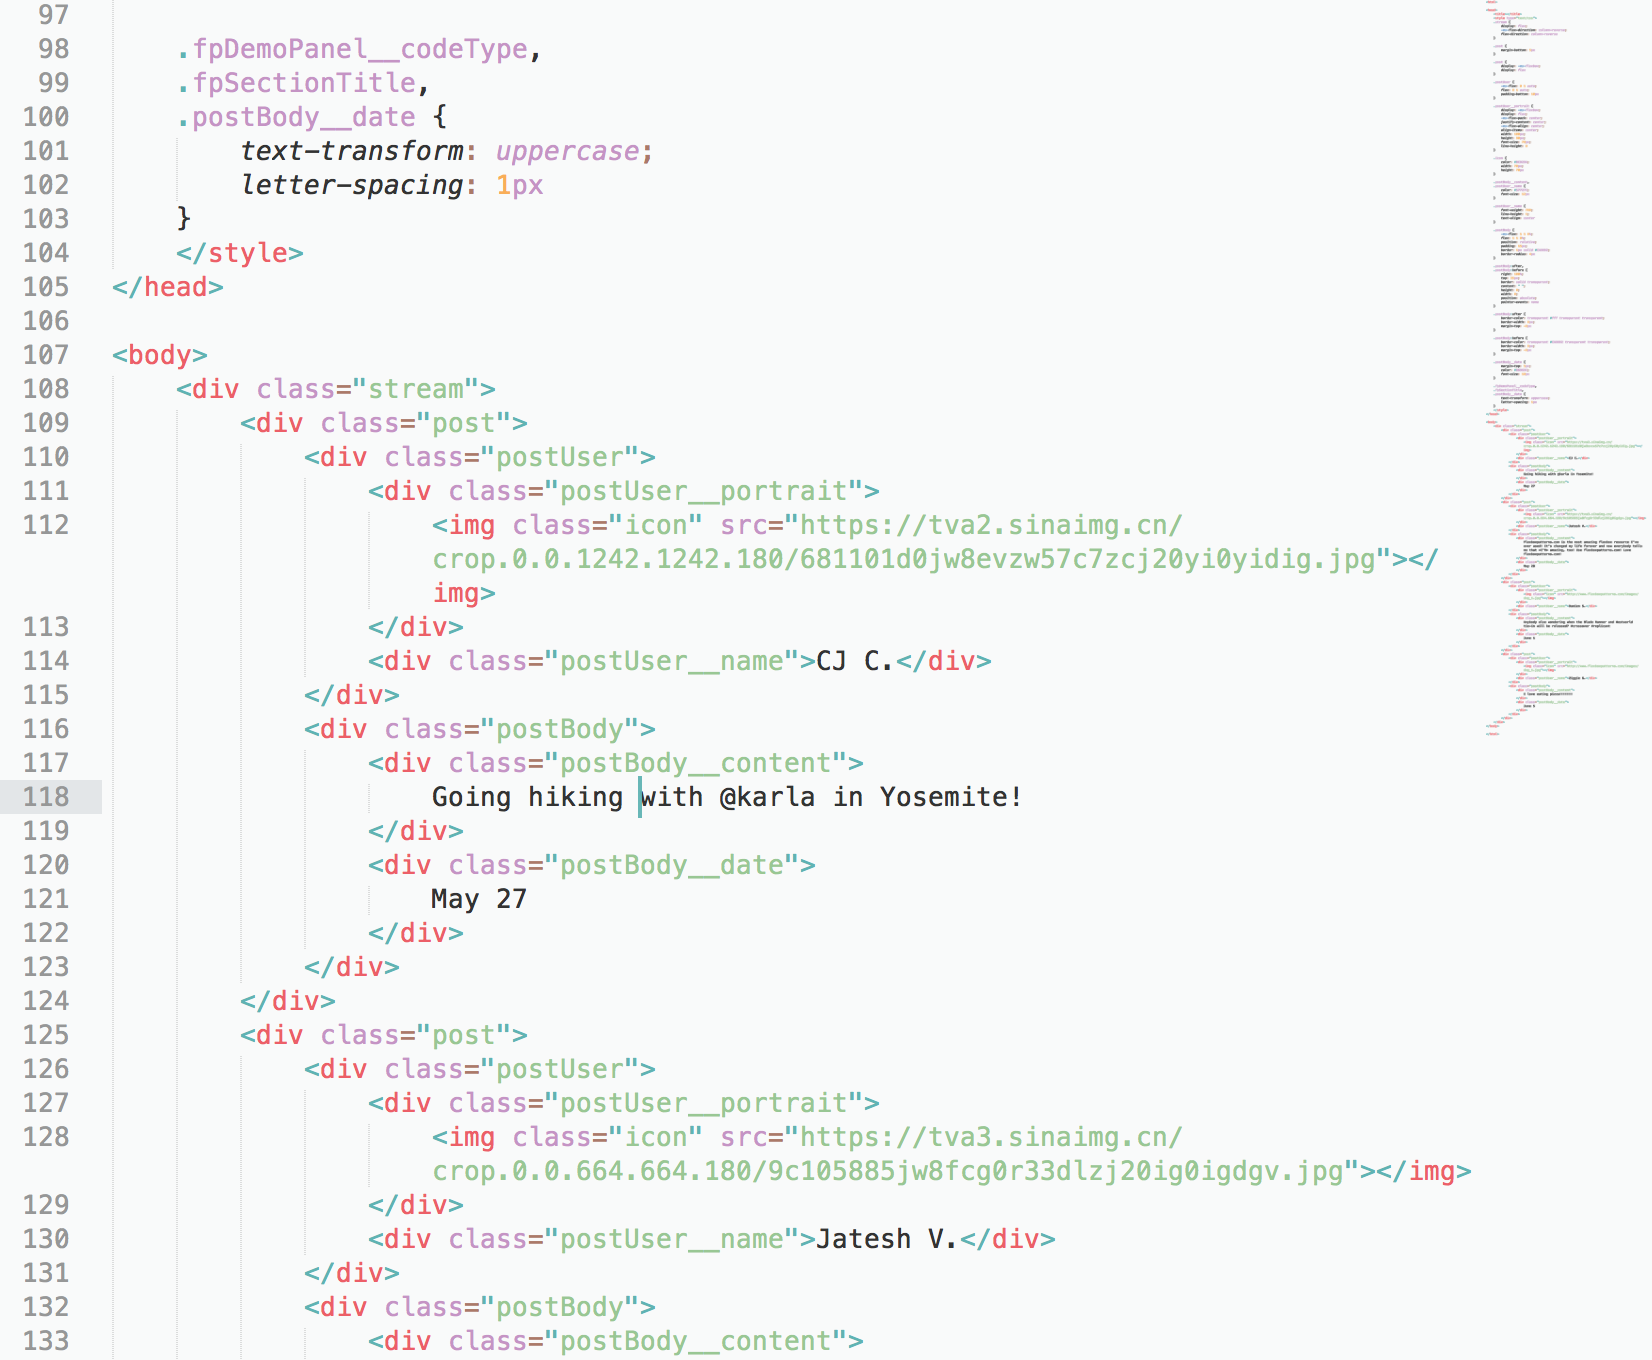 97
98 .fpDemoPanel__codeType,
99 .fpSectionTitle,
100 .postBody__date {
101 text-transform: uppercase;
102 letter-spacing: 1px
103 }
104 </style>
105 </head>
106
107 <body>
108 <div class="stream">
109 <div class="post">
110 <div class="postUser">
111 <div class="postUser__portrait">
112 <img class="icon" src="https://tva2.sinaimg.cn/
crop.0.0.1242.1242.180/681101d0jw8evzw57c7zcj20yi0yidig.jpg"></
img>
113 </div>
114 <div class="postUser__name">CJ C.</div>
115 </div>
116 <div class="postBody">
117 <div class="postBody__content">
118 Going hiking with @karla in Yosemite!
119 </div>
120 <div class="postBody__date">
121 May 27
122 </div>
123 </div>
124 </div>
125 <div class="post">
126 <div class="postUser">
127 <div class="postUser__portrait">
128 <img class="icon" src="https://tva3.sinaimg.cn/
crop.0.0.664.664.180/9c105885jw8fcg0r33dlzj20ig0igdgv.jpg"></img>
129 </div>
130 <div class="postUser__name">Jatesh V.</div>
131 </div>
132 <div class="postBody">
133 <div class="postBody__content">